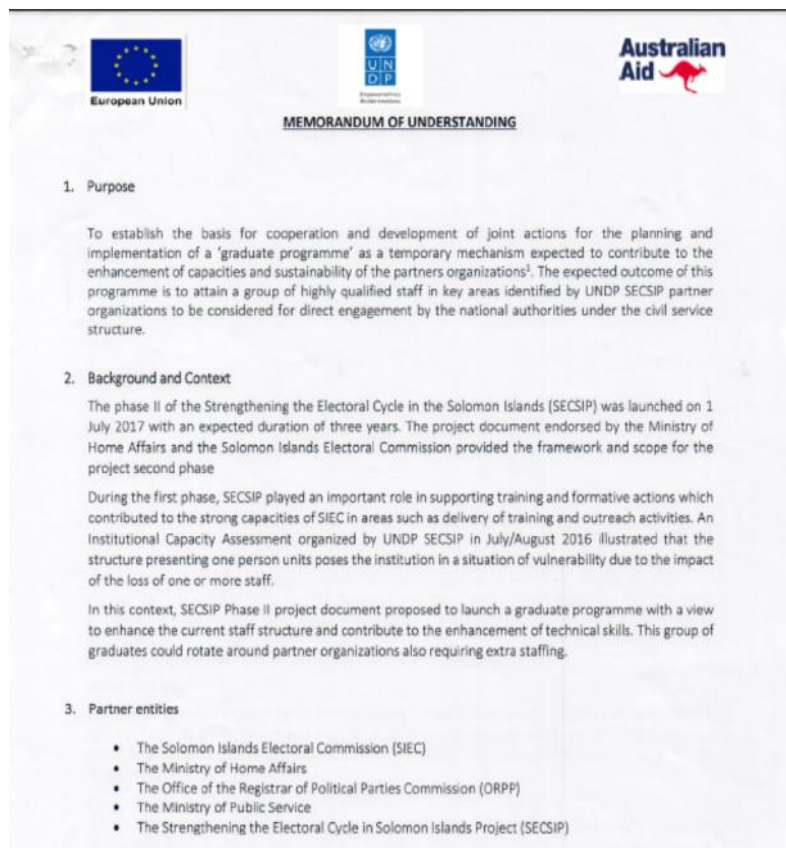 European Union
U N
D P
Australian
Aid
MEMORANDUM OF UNDERSTANDING
1. Purpose
To establish the basis for cooperation and development of joint actions for the planning and
implementation of a 'graduate programme' as a temporary mechanism expected to contribute to the
enhancement of capacities and sustainability of the partners organizations¹. The expected outcome of this
programme is to attain a group of highly qualified staff in key areas identified by UNDP SECSIP partner
organizations to be considered for direct engagement by the national authorities under the civil service
structure.
2. Background and Context
The phase II of the Strengthening the Electoral Cycle in the Solomon Islands (SECSIP) was launched on 1
July 2017 with an expected duration of three years. The project document endorsed by the Ministry of
Home Affairs and the Solomon Islands Electoral Commission provided the framework and scope for the
project second phase
During the first phase, SECSIP played an important role in supporting training and formative actions which
contributed to the strong capacities of SIEC in areas such as delivery of training and outreach activities. An
Institutional Capacity Assessment organized by UNDP SECSIP in July/August 2016 illustrated that the
structure presenting one person units poses the institution in a situation of vulnerability due to the impact
of the loss of one or more staff.
In this context, SECSIP Phase II project document proposed to launch a graduate programme with a view
to enhance the current staff structure and contribute to the enhancement of technical skills. This group of
graduates could rotate around partner organizations also requiring extra staffing.
3. Partner entities
• The Solomon Islands Electoral Commission (SIEC)
• The Ministry of Home Affairs
• The Office of the Registrar of Political Parties Commission (ORPP)
• The Ministry of Public Service
• The Strengthening the Electoral Cycle in Solomon Islands Project (SECSIP)